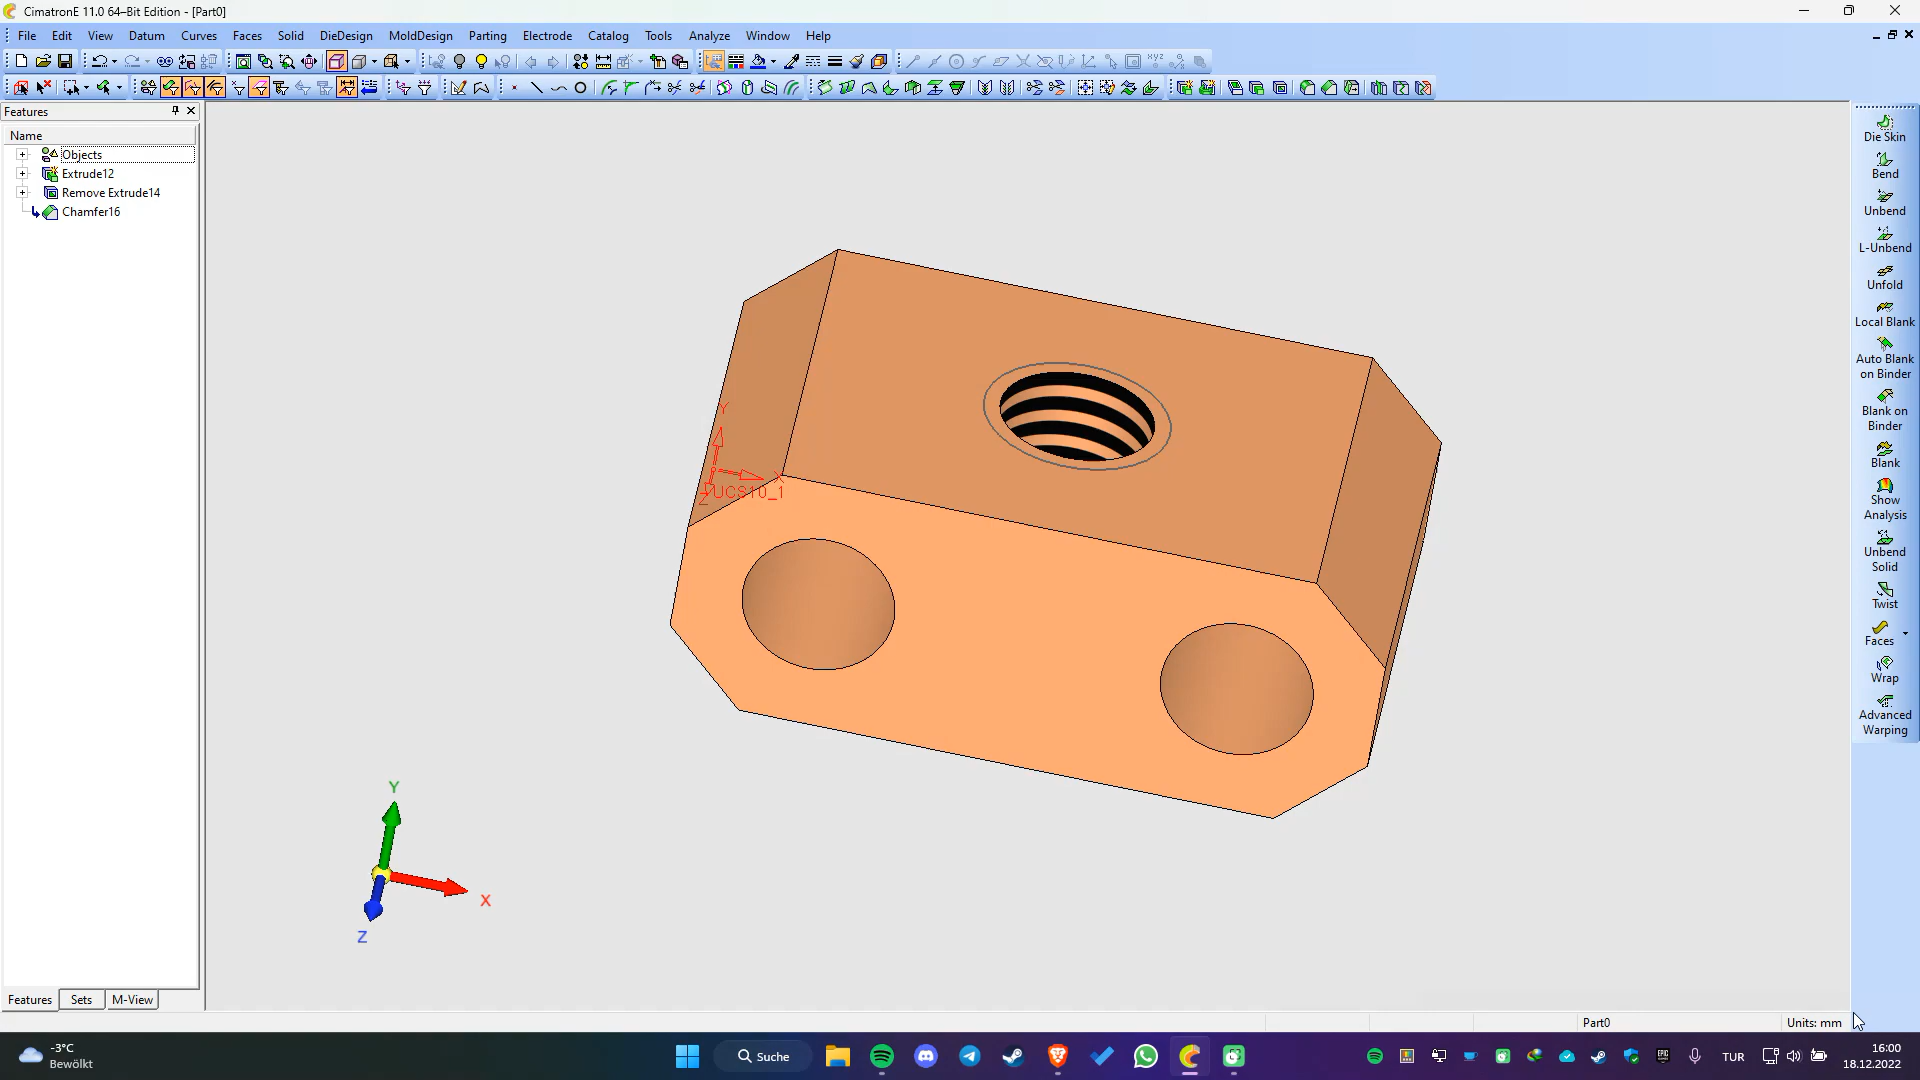 CimatronE 11.0 64–Bit Edition - [Part0]
File Edit View Datum Curves Faces Solid DieDesign MoldDesign Parting Electrode Catalog Tools Analyze Window Help
Features
Name
Objects
Extrude12
Remove Extrude14
Chamfer16
Die Skin
Bend
Unbend
L-Unbend
Unfold
Local Blank
Auto Blank
on Binder
Blank on
Binder
Blank
Show
Analysis
Unbend
Solid
Twist
Faces
Wrap
Advanced
Warping
Y
X
Z UCS10_1
Y
X
Z
Features Sets M-View
Part0 Units: mm
-3°C
Bewölkt
Suche
TUR
16:00
18.12.2022